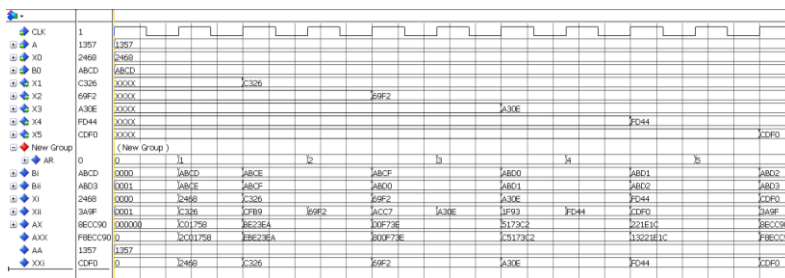 CLK 1
A 1357 1357
X0 2468 2468
B0 ABCD ABCD
X1 C326 XXXX C326
X2 69F2 XXXX 69F2
X3 A30E XXXX A30E
X4 FD44 XXXX FD44
X5 CDF0 XXXX CDF0
New Group (New Group)
AR 0 0 1 2 3 4 5
Bi ABCD 0000 ABCD ABCE ABCF ABD0 ABD1 ABD2
Bii ABD3 0001 ABCE ABCF ABD0 ABD1 ABD2 ABD3
Xi 2468 0000 2468 C326 69F2 A30E FD44 CDF0
Xii 3A9F 0001 C326 CFB9 69F2 ACC7 A30E 1F93 FD44 CDF0 3A9F
AX 8ECC90 000000 C01758 BE23EA 00F73E 5173C2 221E1C 8ECC9
AXX F8ECC90 0 2C01758 EBE23EA 800F73E C5173C2 13221E1C F8ECC
AA 1357 1357
XXi CDF0 0 2468 C326 69F2 A30E FD44 CDF0